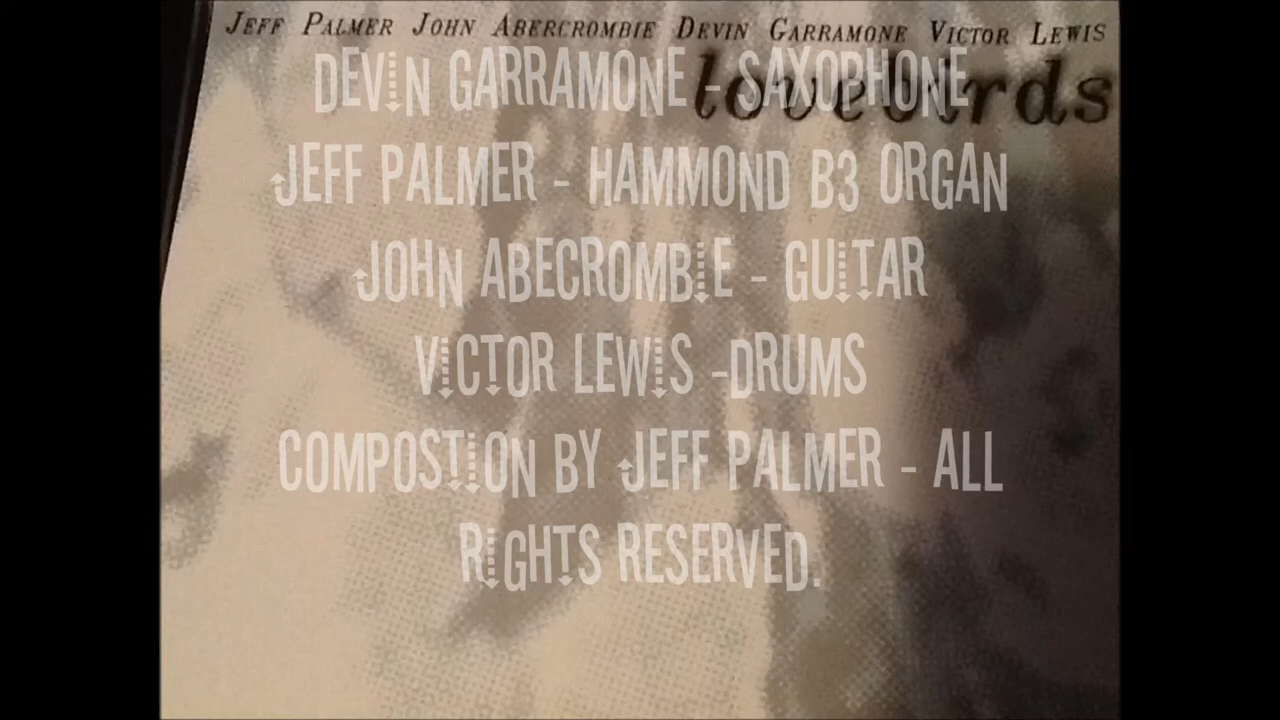 JEFF PALMER JOHN ABERCROMBIE DEVIN GARRAMONE VICTOR LEWIS
lovebirds
DEVIN GARRAMONE - SAXOPHONE
JEFF PALMER - HAMMOND B3 ORGAN
JOHN ABECROMBIE - GUITAR
VICTOR LEWIS -DRUMS
COMPOSTION BY JEFF PALMER - ALL
RIGHTS RESERVED.